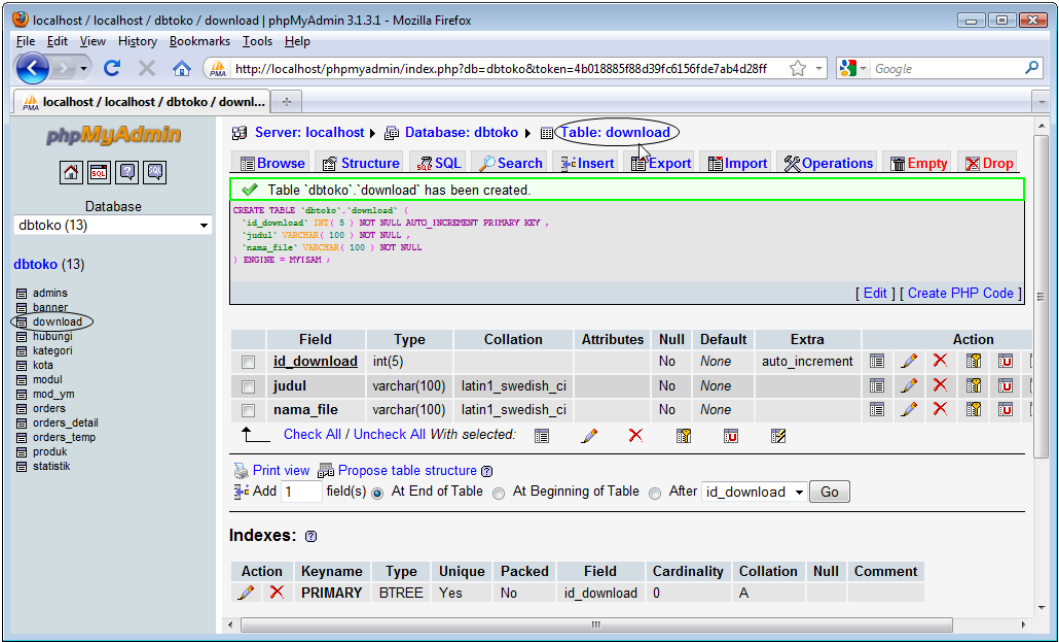 localhost / localhost / dbtoko / download | phpMyAdmin 3.1.3.1 - Mozilla Firefox
File Edit View History Bookmarks Tools Help
http://localhost/phpmyadmin/index.php?db=dbtoko&token=4b018885f88d39fc6156fde7ab4d28ff Google
localhost / localhost / dbtoko / downl...
phpMyAdmin
Database
dbtoko (13)
dbtoko (13)
admins
banner
download
hubungi
kategori
kota
modul
mod_ym
orders
orders_detail
orders_temp
produk
statistik
Server: localhost Database: dbtoko Table: download
Browse Structure SQL Search Insert Export Import Operations Empty Drop
Table `dbtoko`.`download` has been created.
CREATE TABLE `dbtoko`.`download` (
`id_download` INT( 5 ) NOT NULL AUTO_INCREMENT PRIMARY KEY ,
`judul` VARCHAR( 100 ) NOT NULL ,
`nama_file` VARCHAR( 100 ) NOT NULL
) ENGINE = MYISAM ;
[ Edit ] [ Create PHP Code ]
Field Type Collation Attributes Null Default Extra Action
id_download int(5) No None auto_increment
judul varchar(100) latin1_swedish_ci No None
nama_file varchar(100) latin1_swedish_ci No None
Check All / Uncheck All With selected:
Print view Propose table structure
Add 1 field(s) At End of Table At Beginning of Table After id_download Go
Indexes:
Action Keyname Type Unique Packed Field Cardinality Collation Null Comment
PRIMARY BTREE Yes No id_download 0 A